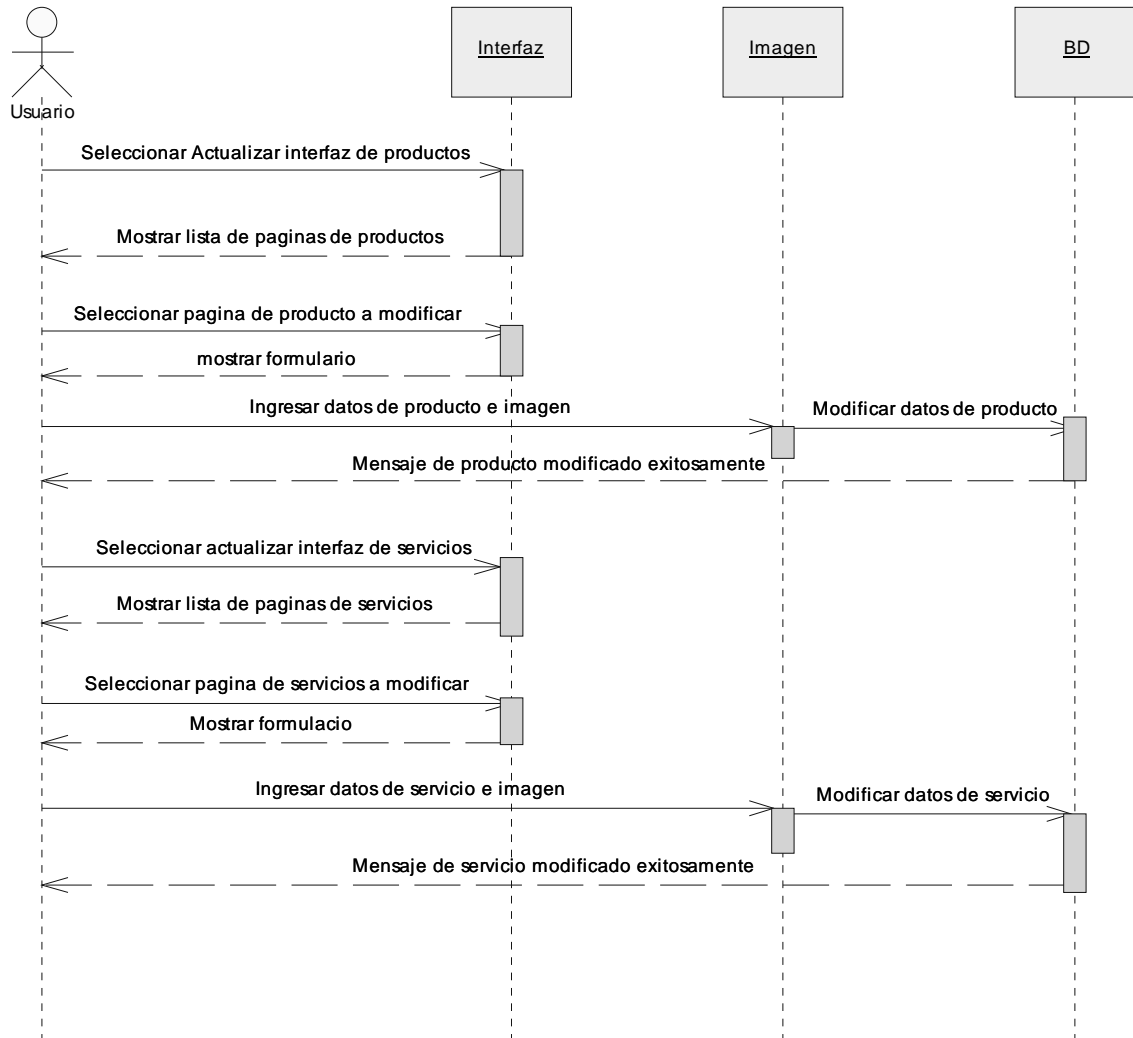 Interfaz
Imagen
BD
Usuario
Seleccionar Actualizar interfaz de productos
Mostrar lista de paginas de productos
Seleccionar pagina de producto a modificar
mostrar formulario
Ingresar datos de producto e imagen
Modificar datos de producto
Mensaje de producto modificado exitosamente
Seleccionar actualizar interfaz de servicios
Mostrar lista de paginas de servicios
Seleccionar pagina de servicios a modificar
Mostrar formulacio
Ingresar datos de servicio e imagen
Modificar datos de servicio
Mensaje de servicio modificado exitosamente